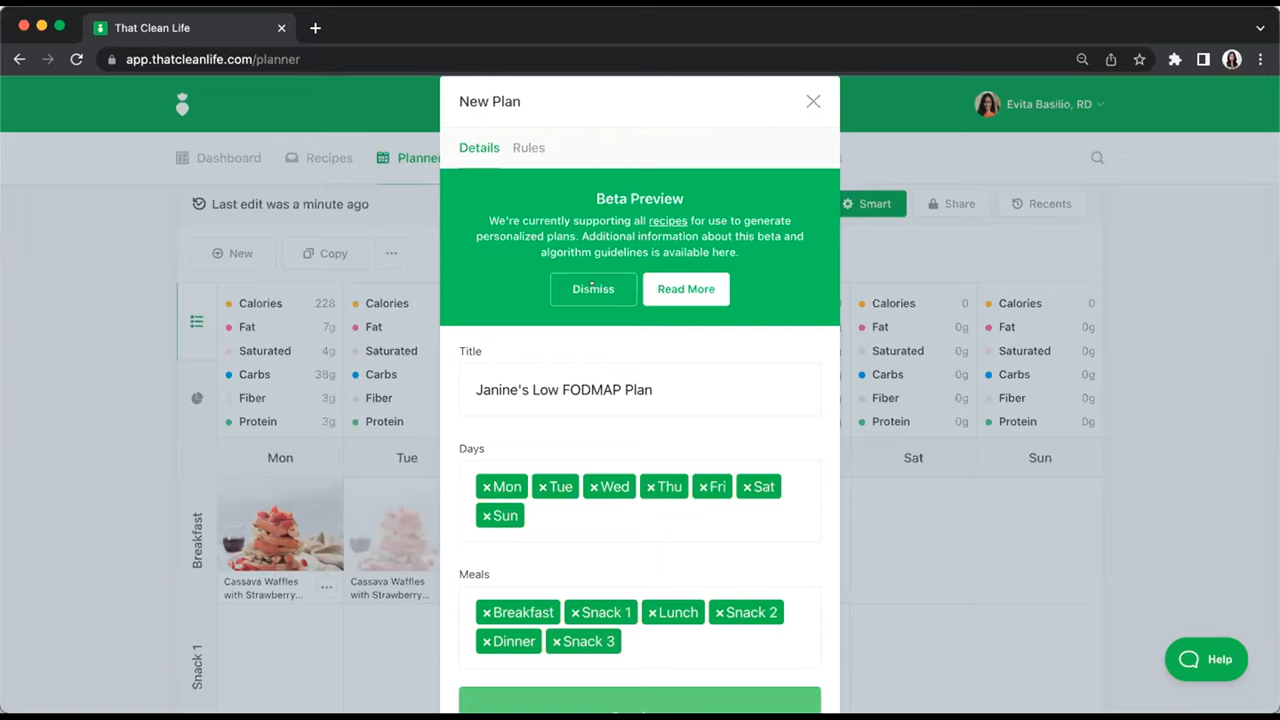 That Clean Life
app.thatcleanlife.com/planner
New Plan
Evita Basilio, RD
Details Rules
Dashboard
Recipes
Planner
Beta Preview
We're currently supporting all recipes for use to generate
personalized plans. Additional information about this beta and
algorithm guidelines is available here.
Dismiss
Read More
Last edit was a minute ago
Smart
Share
Recents
New
Copy
Calories 228
Fat 7g
Saturated 4g
Carbs 38g
Fiber 3g
Protein 3g
Calories
Fat
Saturated
Carbs
Fiber
Protein
Calories 0
Fat 0g
Saturated 0g
Carbs 0g
Fiber 0g
Protein 0g
Calories 0
Fat 0g
Saturated 0g
Carbs 0g
Fiber 0g
Protein 0g
Title
Janine's Low FODMAP Plan
Days
×Mon ×Tue ×Wed ×Thu ×Fri ×Sat
×Sun
Meals
×Breakfast ×Snack 1 ×Lunch ×Snack 2
×Dinner ×Snack 3
Mon
Tue
Sat
Sun
Breakfast
Cassava Waffles
with Strawberry...
Cassava Waffles
with Strawberry...
Snack 1
Help